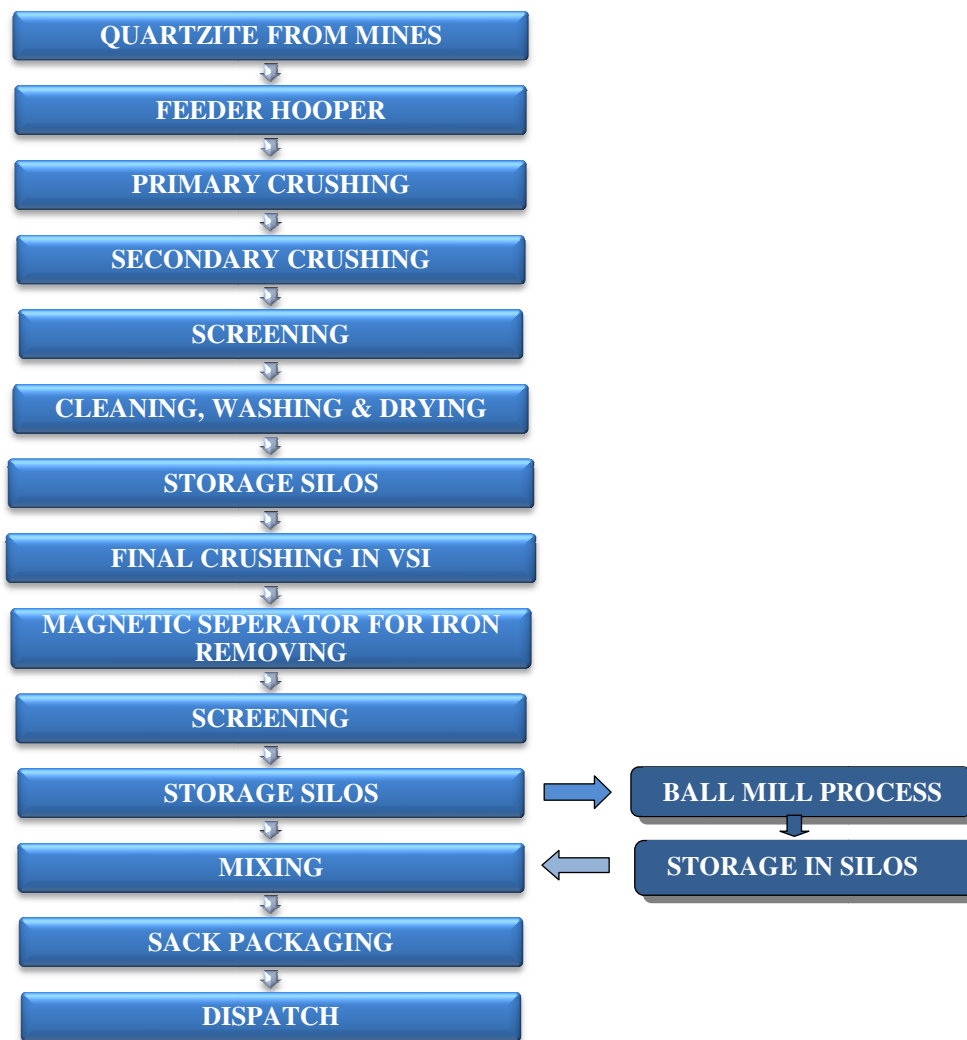 QUARTZITE FROM MINES
FEEDER HOOPER
PRIMARY CRUSHING
SECONDARY CRUSHING
SCREENING
CLEANING, WASHING & DRYING
STORAGE SILOS
FINAL CRUSHING IN VSI
MAGNETIC SEPERATOR FOR IRON
REMOVING
SCREENING
STORAGE SILOS
BALL MILL PROCESS
MIXING
STORAGE IN SILOS
SACK PACKAGING
DISPATCH